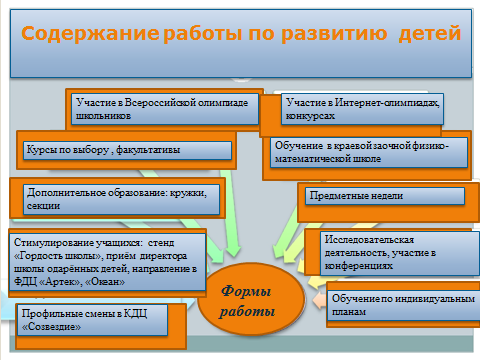 Содержание работы по развитию детей
Участие в Всероссийской олимпиаде
школьников
Участие в Интернет-олимпиадах,
конкурсах
Курсы по выбору , факультативы
Обучение в краевой заочной физико-
математической школе
Дополнительное образование: кружки,
секции
Предметные недели
Стимулирование учащихся: стенд
«Гордость школы», приём директора
школы одарённых детей, направление в
ФДЦ «Артек», «Океан»
Исследовательская
деятельность, участие в
конференциях
Формы
работы
Обучение по индивидуальным
планам
Профильные смены в КДЦ
«Созвездие»